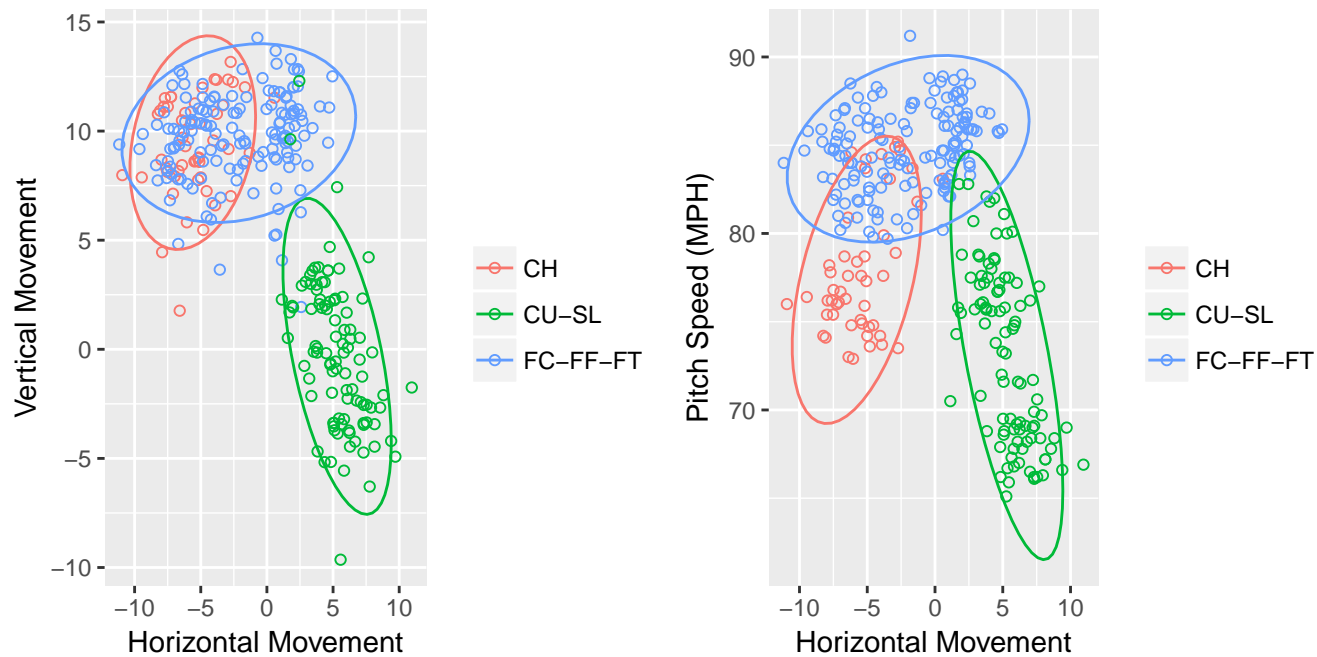 15
10
5
0
−5
−10
Vertical Movement
−10 −5 0 5 10
Horizontal Movement
CH
CU−SL
FC−FF−FT
90
80
70
Pitch Speed (MPH)
−10 −5 0 5 10
Horizontal Movement
CH
CU−SL
FC−FF−FT